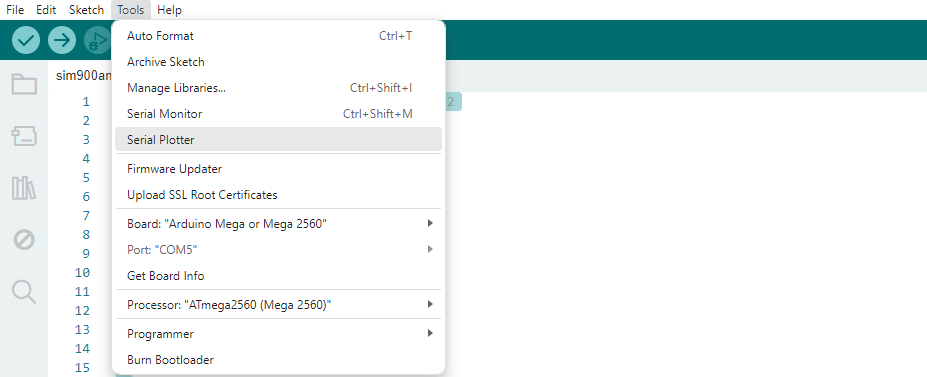 File Edit Sketch Tools Help
Auto Format Ctrl+T
Archive Sketch
sim900an
Manage Libraries... Ctrl+Shift+I
1 2
Serial Monitor Ctrl+Shift+M
2
3
Serial Plotter
4
Firmware Updater
5
Upload SSL Root Certificates
6
7
Board: "Arduino Mega or Mega 2560"
8
9
Port: "COM5"
10
Get Board Info
11
12
Processor: "ATmega2560 (Mega 2560)"
13
Programmer
14
Burn Bootloader
15